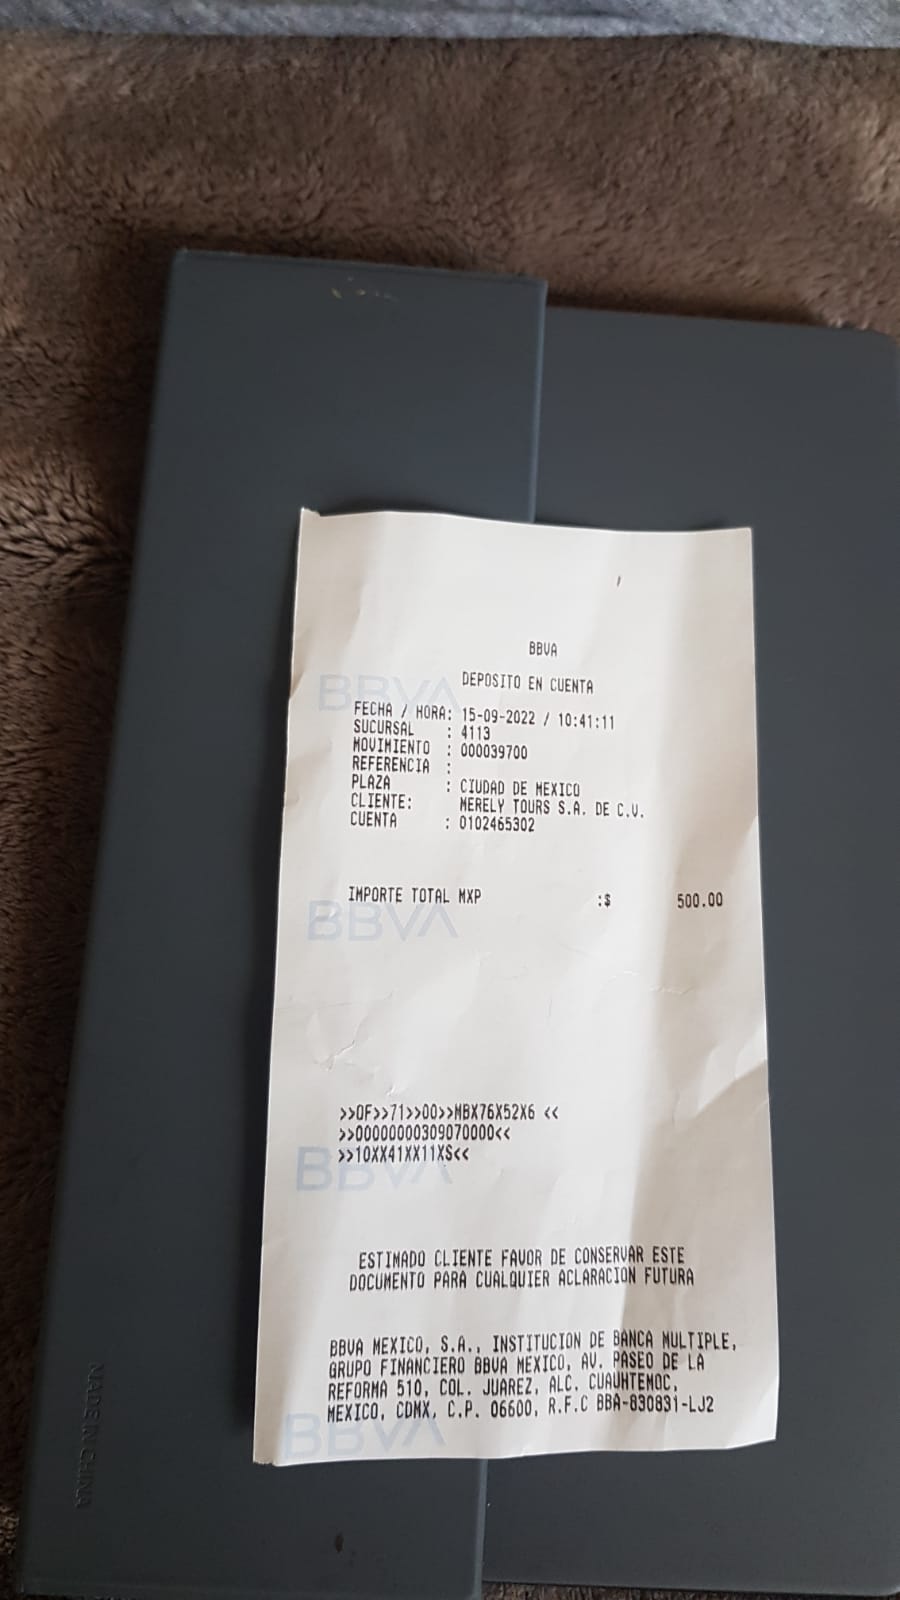 BBVA
DEPOSITO EN CUENTA
FECHA / HORA: 15-09-2022 / 10:41:11
SUCURSAL : 4113
MOVIMIENTO : 000039700
REFERENCIA :
PLAZA : CIUDAD DE MEXICO
CLIENTE: MERELY TOURS S.A. DE C.V.
CUENTA : 0102465302
IMPORTE TOTAL MXP :$ 500.00
>>OF>>71>>00>>MBX76X52X6 <<
>>00000000309070000<<
>>10XX41XX11XS<<
ESTIMADO CLIENTE FAVOR DE CONSERVAR ESTE
DOCUMENTO PARA CUALQUIER ACLARACION FUTURA
BBVA MEXICO, S.A., INSTITUCION DE BANCA MULTIPLE,
GRUPO FINANCIERO BBVA MEXICO, AV. PASEO DE LA
REFORMA 510, COL. JUAREZ, ALC. CUAUHTEMOC,
MEXICO, CDMX, C.P. 06600, R.F.C BBA-830831-LJ2
BBVA
BBVA
BBVA
BBVA
MADE IN CHINA